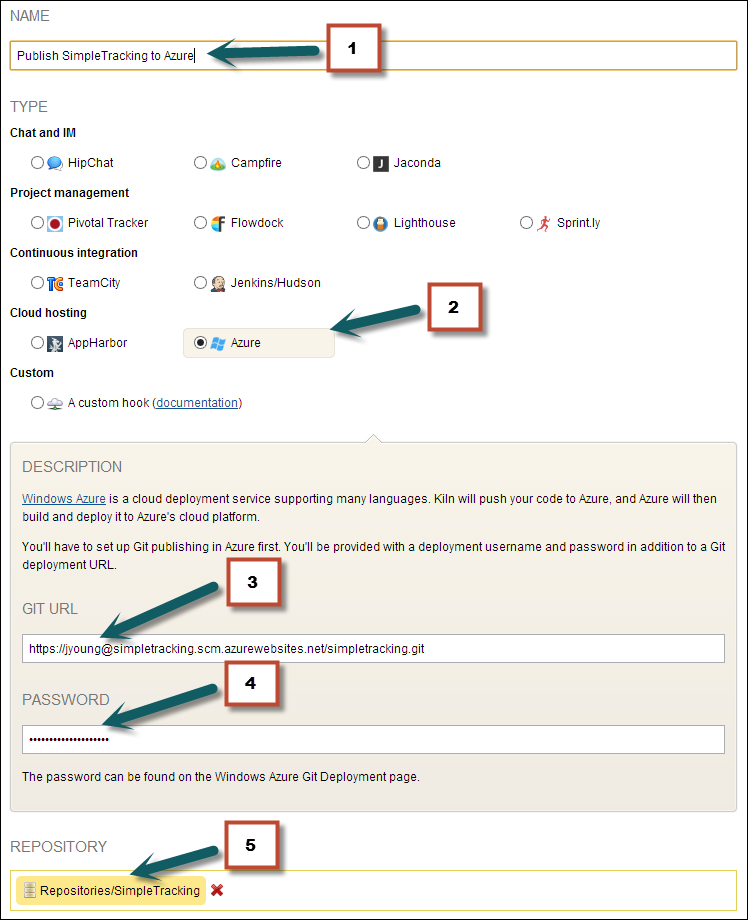 NAME
1
Publish SimpleTracking to Azure
TYPE
Chat and IM
HipChat Campfire J Jaconda
Project management
Pivotal Tracker Flowdock Lighthouse Sprint.ly
Continuous integration
TC TeamCity Jenkins/Hudson
2
Cloud hosting
AppHarbor Azure
Custom
A custom hook (documentation)
DESCRIPTION
Windows Azure is a cloud deployment service supporting many languages. Kiln will push your code to Azure, and Azure will then
build and deploy it to Azure's cloud platform.
You'll have to set up Git publishing in Azure first. You'll be provided with a deployment username and password in addition to a Git
deployment URL.
3
GIT URL
https://jyoung@simpletracking.scm.azurewebsites.net/simpletracking.git
4
PASSWORD
••••••••••••••••••••
The password can be found on the Windows Azure Git Deployment page.
5
REPOSITORY
Repositories/SimpleTracking